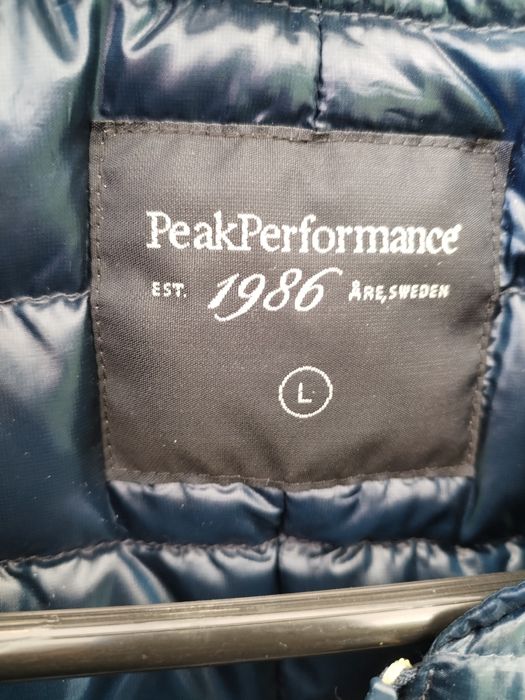 PeakPerformance
EST. 1986 ÅRE, SWEDEN
L